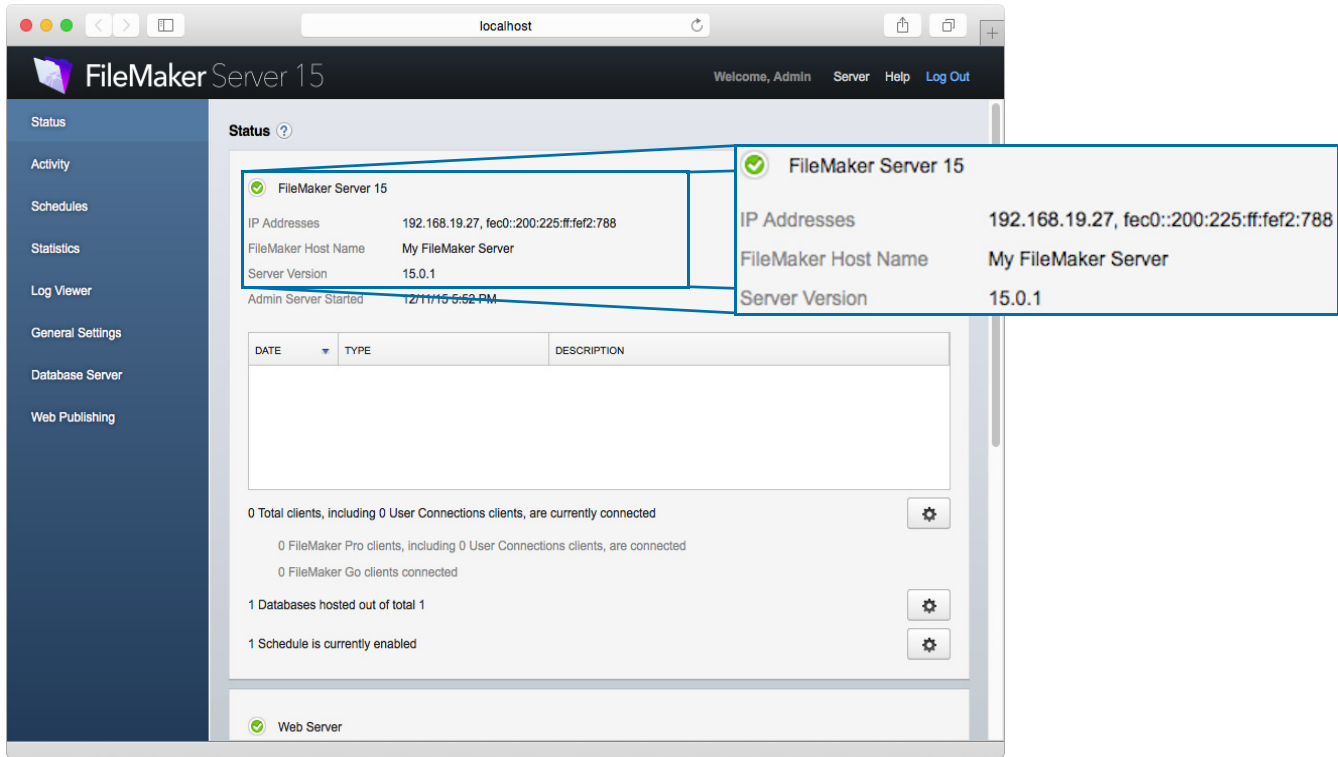 localhost
FileMaker Server 15
Welcome, Admin Server Help Log Out
Status
Activity
Schedules
Statistics
Log Viewer
General Settings
Database Server
Web Publishing
Status ?
FileMaker Server 15
IP Addresses 192.168.19.27, fec0::200:225:ff:fef2:788
FileMaker Host Name My FileMaker Server
Server Version 15.0.1
Admin Server Started 12/11/15 5:52 PM
DATE TYPE DESCRIPTION
0 Total clients, including 0 User Connections clients, are currently connected
0 FileMaker Pro clients, including 0 User Connections clients, are connected
0 FileMaker Go clients connected
1 Databases hosted out of total 1
1 Schedule is currently enabled
Web Server
FileMaker Server 15
IP Addresses 192.168.19.27, fec0::200:225:ff:fef2:788
FileMaker Host Name My FileMaker Server
Server Version 15.0.1